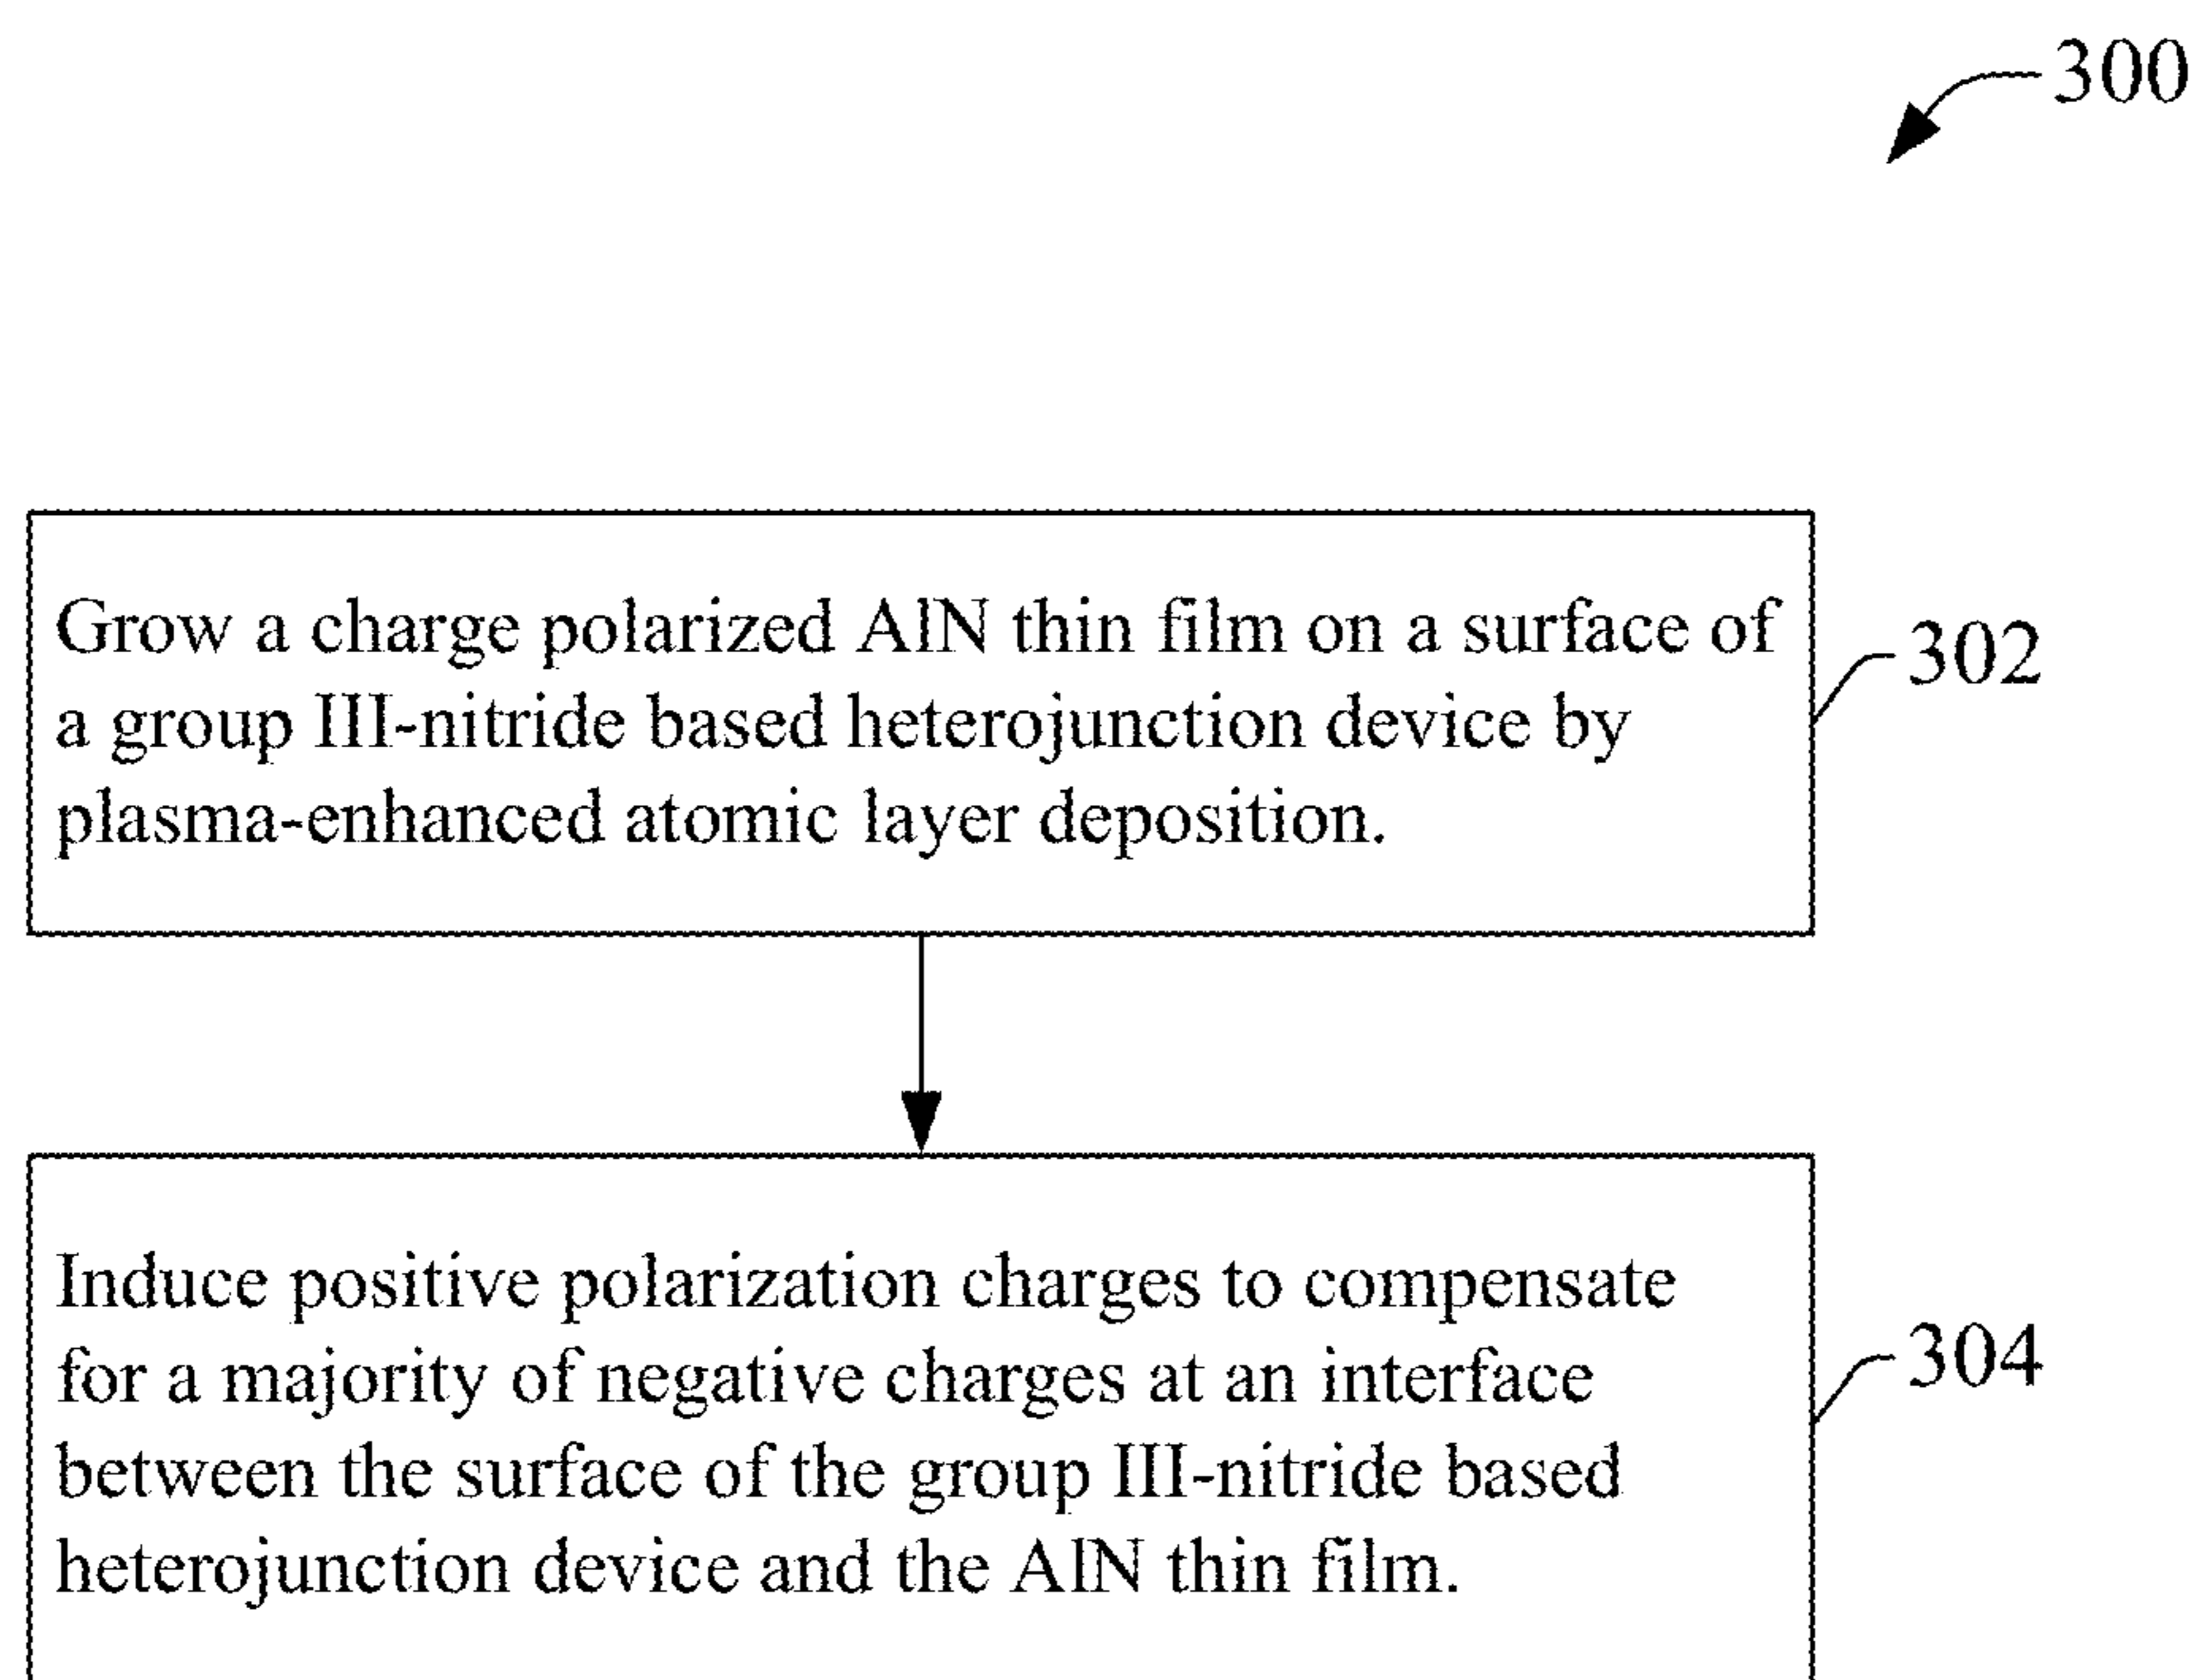 300
Grow a charge polarized AlN thin film on a surface of
a group III-nitride based heterojunction device by
plasma-enhanced atomic layer deposition.
302
Induce positive polarization charges to compensate
for a majority of negative charges at an interface
between the surface of the group III-nitride based
heterojunction device and the AlN thin film.
304